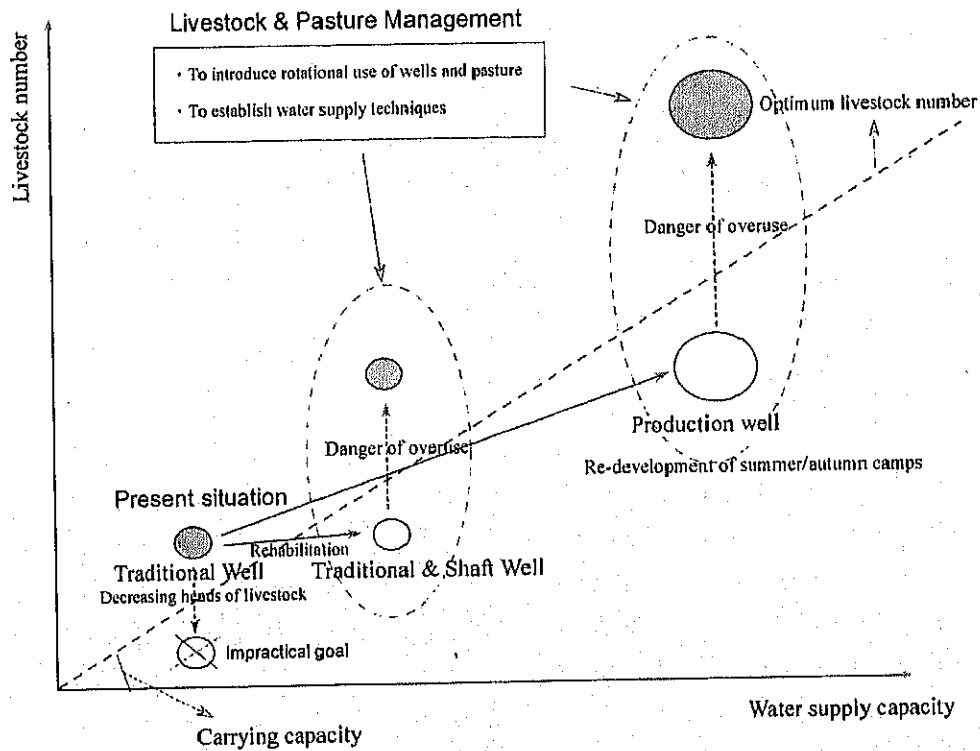 Livestock & Pasture Management
· To introduce rotational use of wells and pasture
· To establish water supply techniques
Livestock number
Optimum livestock number
Danger of overuse
Production well
Re-development of summer/autumn camps
Danger of overuse
Present situation
Rehabilitation
Traditional Well
Traditional & Shaft Well
Decreasing heads of livestock
Impractical goal
Water supply capacity
Carrying capacity